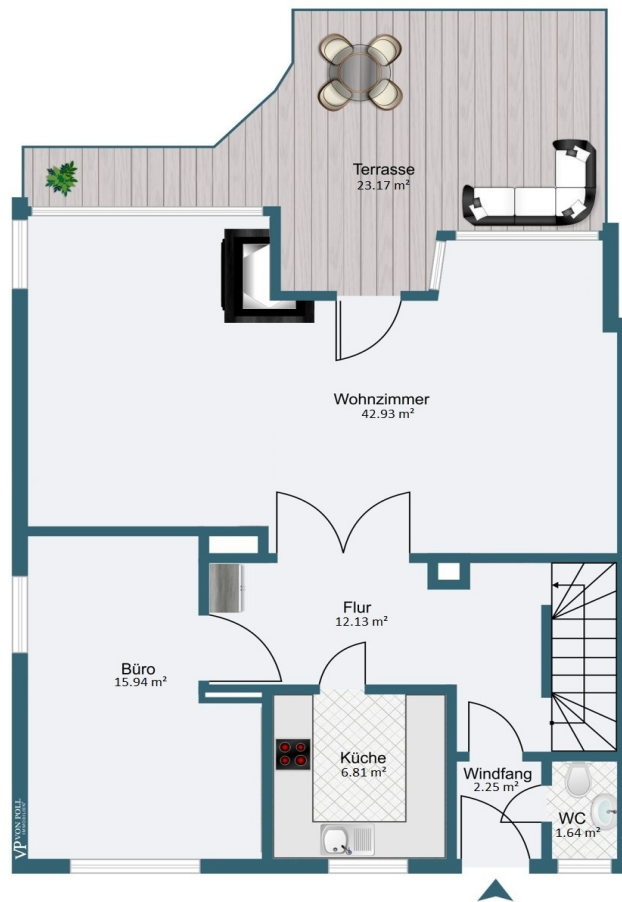 Terrasse
23.17 m²
Wohnzimmer
42.93 m²
Flur
12.13 m²
Büro
15.94 m²
Küche
6.81 m²
Windfang
2.25 m²
WC
1.64 m²
VP VON POLL
IMMOBILIEN